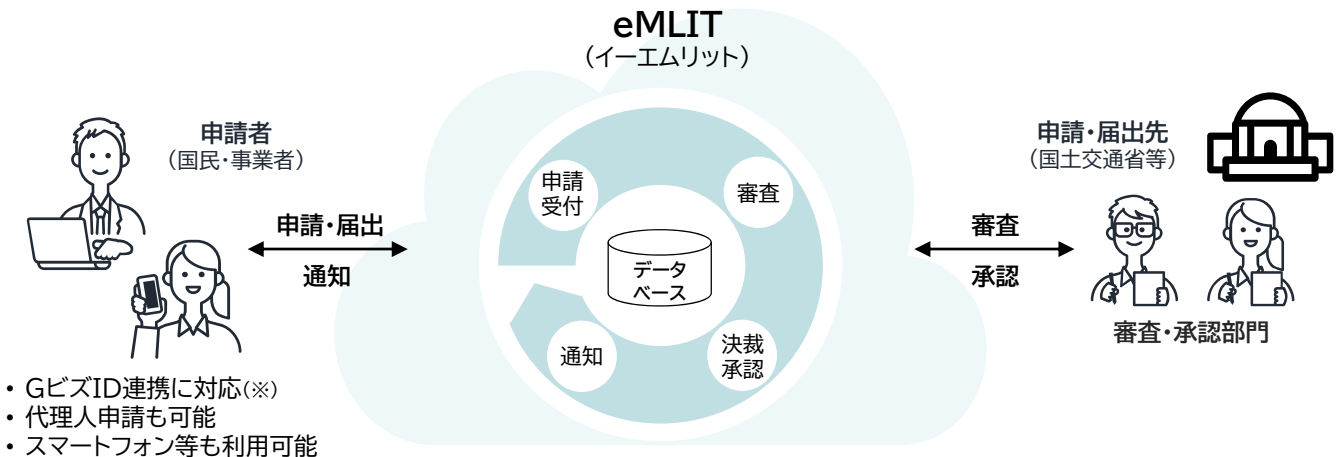 eMLIT
（イーエムリット）
申請者
（国民・事業者）
申請・届出
通知
申請
受付
審査
データ
ベース
通知
決裁
承認
審査
承認
申請・届出先
（国土交通省等）
審査・承認部門
• GビズID連携に対応(※)
• 代理人申請も可能
• スマートフォン等も利用可能